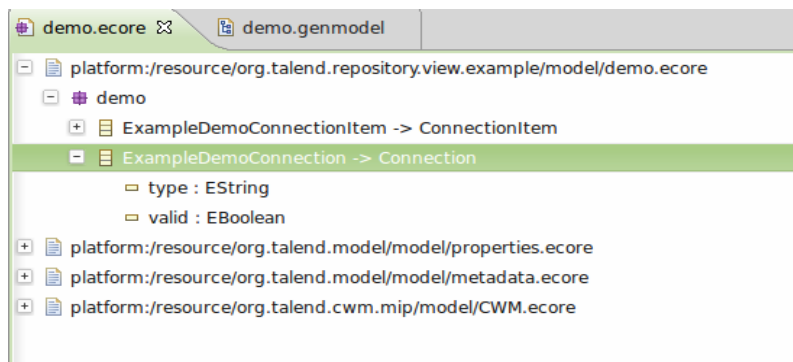 demo.ecore demo.genmodel
platform:/resource/org.talend.repository.view.example/model/demo.ecore
demo
ExampleDemoConnectionItem -> ConnectionItem
ExampleDemoConnection -> Connection
type : EString
valid : EBoolean
platform:/resource/org.talend.model/model/properties.ecore
platform:/resource/org.talend.model/model/metadata.ecore
platform:/resource/org.talend.cwm.mip/model/CWM.ecore